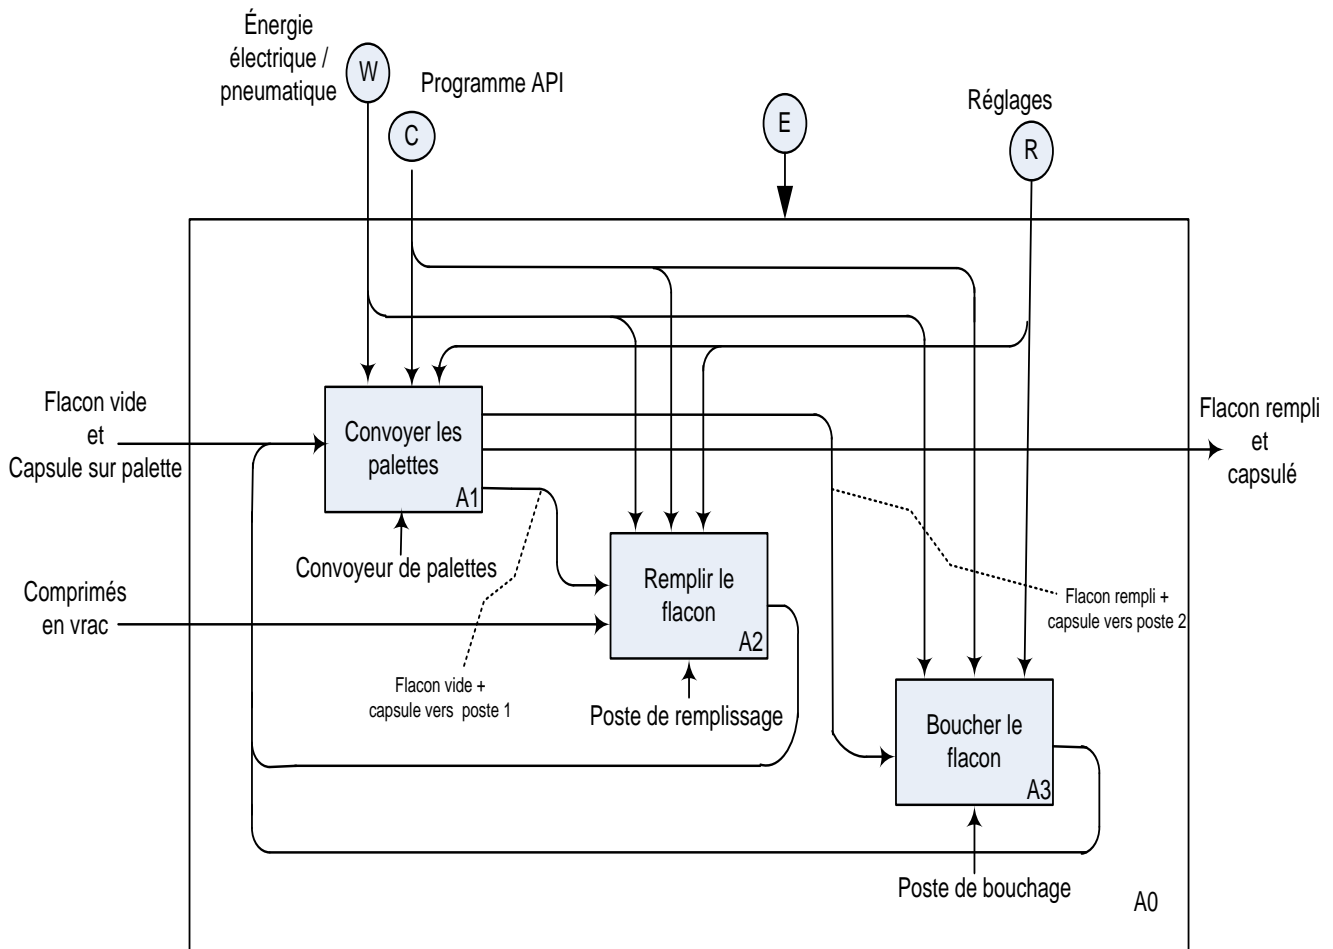 Énergie
électrique /
pneumatique
W
Programme API
C
E
Réglages
R
Flacon vide
et
Capsule sur palette
Convoyer les
palettes
A1
Flacon rempli
et
capsulé
Convoyeur de palettes
Comprimés
en vrac
Remplir le
flacon
A2
Flacon rempli +
capsule vers poste 2
Flacon vide +
capsule vers poste 1
Poste de remplissage
Boucher le
flacon
A3
Poste de bouchage
A0